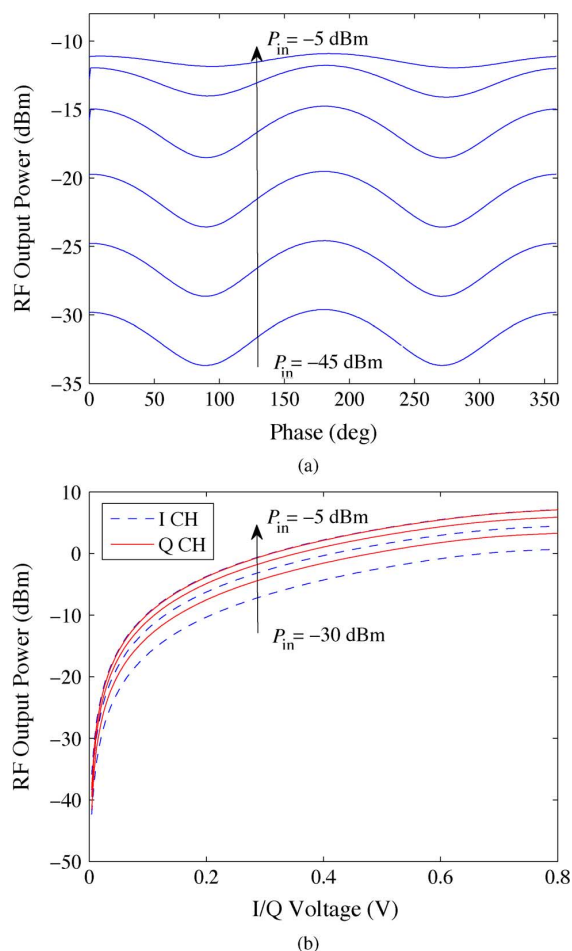 P_in = −5 dBm
−10
−15
−20
−25
−30
−35
RF Output Power (dBm)
P_in = −45 dBm
0 50 100 150 200 250 300 350
Phase (deg)
(a)
I CH
Q CH
P_in = −5 dBm
P_in = −30 dBm
10
0
−10
−20
−30
−40
−50
RF Output Power (dBm)
0 0.2 0.4 0.6 0.8
I/Q Voltage (V)
(b)